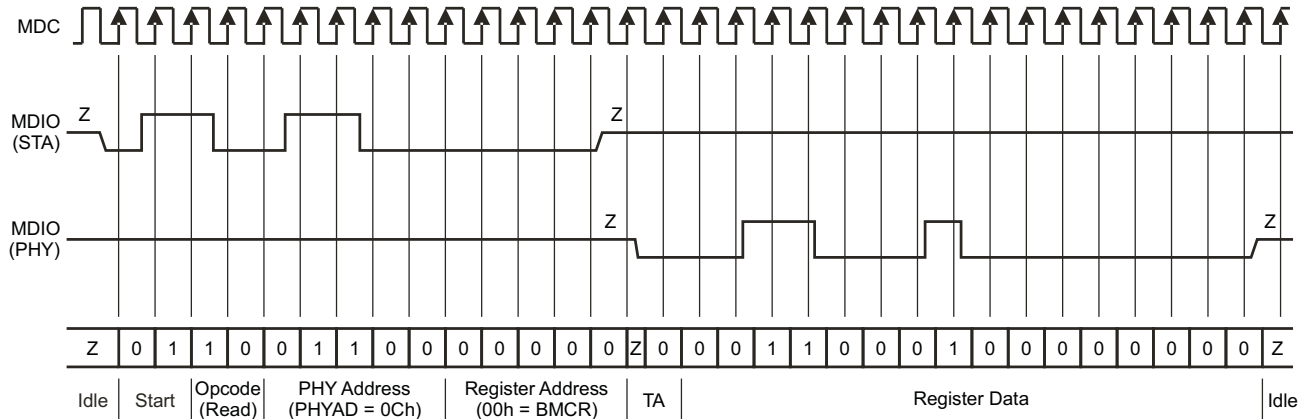 MDC
MDIO
(STA)
Z
Z
MDIO
(PHY)
Z
Z
Z 0 1 1 0 0 1 1 0 0 0 0 0 0 0 Z 0 0 0 1 1 0 0 0 1 0 0 0 0 0 0 0 0 Z
Idle Start Opcode (Read) PHY Address (PHYAD = 0Ch) Register Address (00h = BMCR) TA Register Data Idle